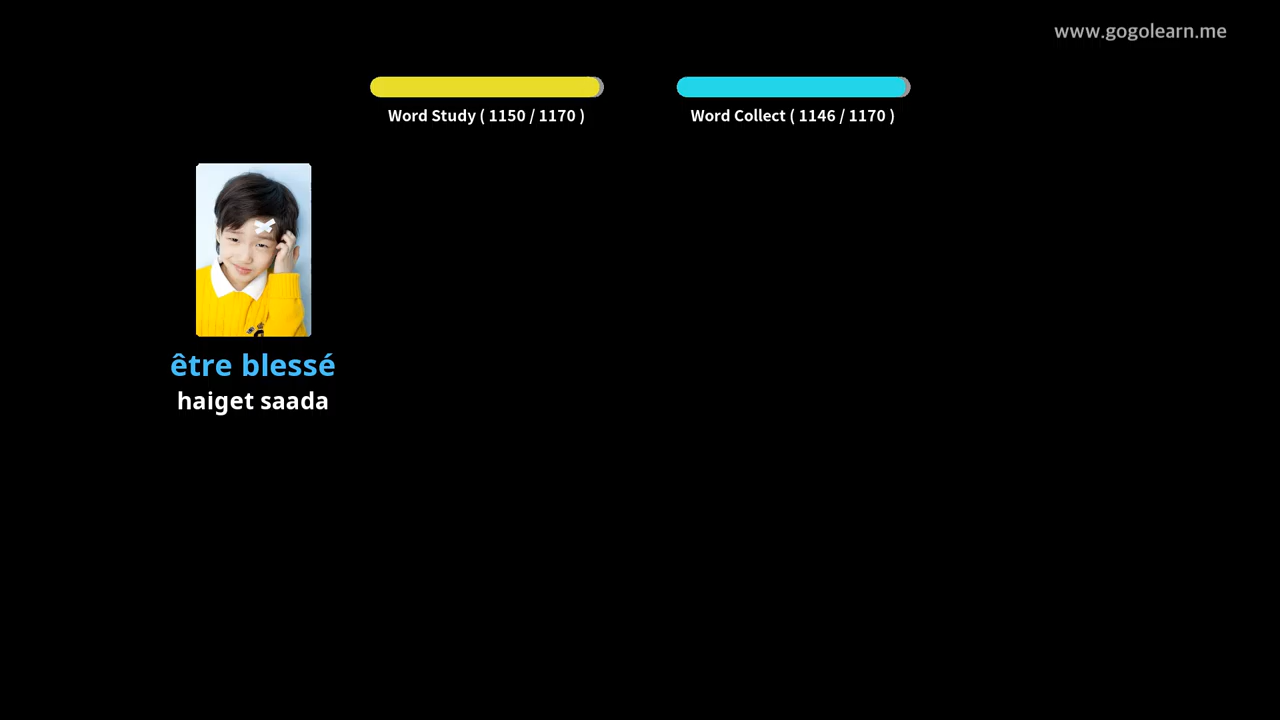 www.gogolearn.me
Word Study ( 1150 / 1170 )
Word Collect ( 1146 / 1170 )
être blessé
haiget saada